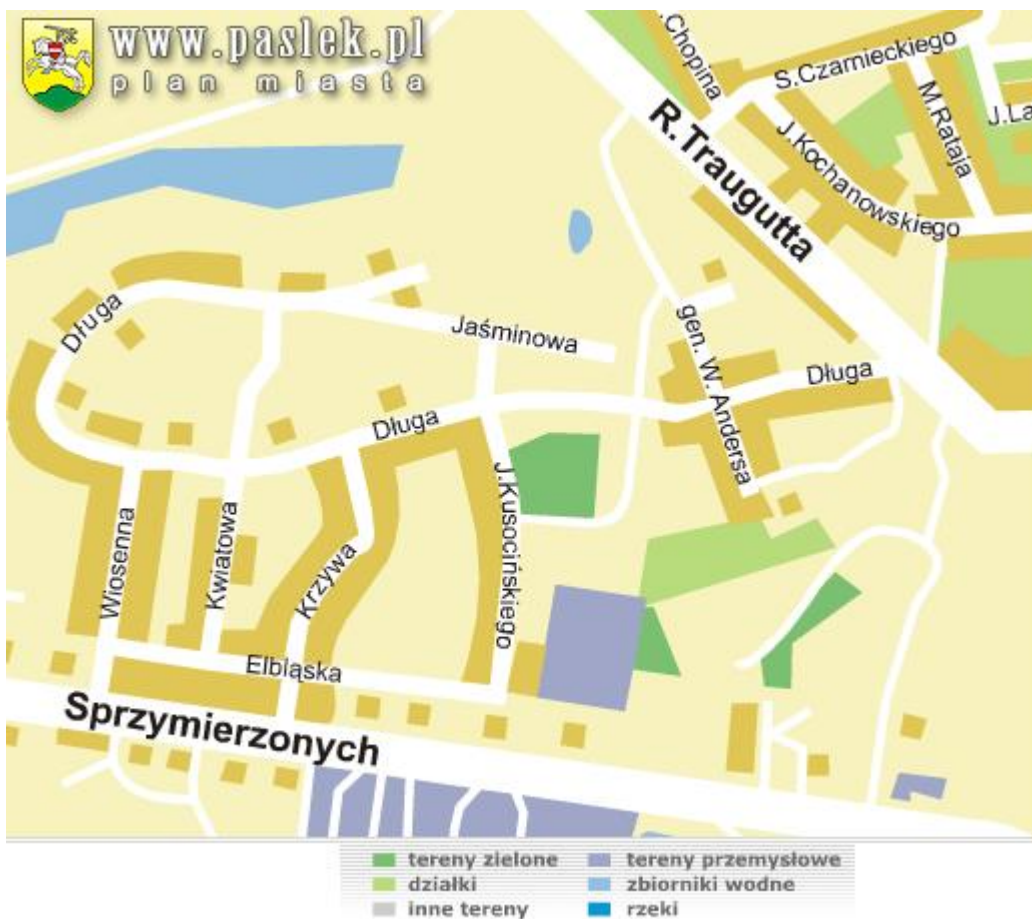 www.paslek.pl
plan miasta
.Chopina
S.Czarnieckiego
J.La
M.Rataja
R.Traugutta
J.Kochanowskiego
Długa
Jaśminowa
gen. W. Andersa
Długa
Długa
J.Kusocińskiego
Wiosenna
Kwiatowa
Krzywa
Elbląska
Sprzymierzonych
tereny zielone
tereny przemysłowe
działki
zbiorniki wodne
inne tereny
rzeki